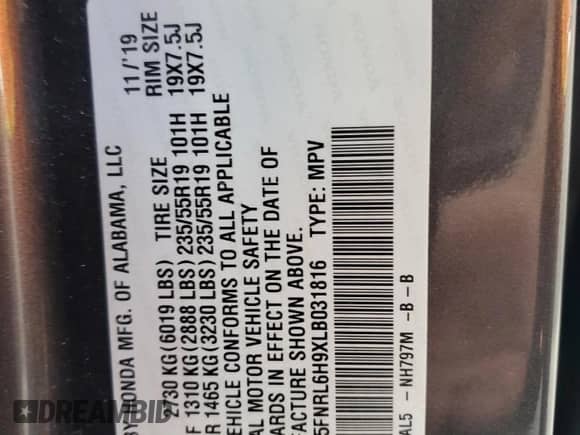 BY HONDA MFG. OF ALABAMA, LLC 11/'19
2730 KG(6019 LBS) TIRE SIZE RIM SIZE
F 1310 KG(2888 LBS) 235/55R19 101H 19X7.5J
R 1465 KG(3230 LBS) 235/55R19 101H 19X7.5J
VEHICLE CONFORMS TO ALL APPLICABLE
MOTOR VEHICLE SAFETY
IN EFFECT ON THE DATE OF
SHOWN ABOVE.
5FNRL6H9XLB031816 TYPE: MPV
NH797M -B -B
DREAMBID